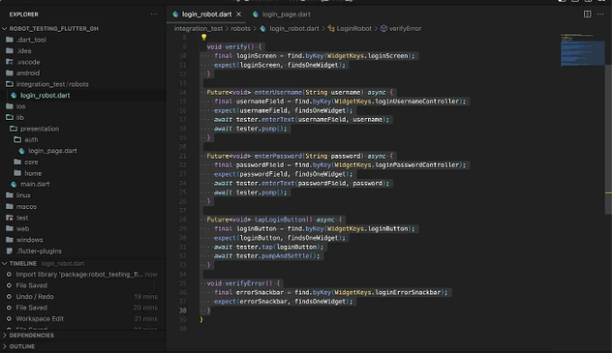 EXPLORER
ROBOT_TESTING_FLUTTER_GH
.dart_tool
.idea
.vscode
android
integration_test/robots
login_robot.dart
ios
lib
presentation
auth
login_page.dart
core
home
main.dart
linux
macos
test
web
windows
.flutter-plugins
TIMELINE login_robot.dart
Import library 'package:robot_testing_fl... now
File Saved
Undo / Redo 19 mins
File Saved 20 mins
Workspace Edit 21 mins
File Saved
DEPENDENCIES
OUTLINE
login_robot.dart
login_page.dart
integration_test > robots > login_robot.dart > LoginRobot > verifyError
void verify() {
final loginScreen = find.byKey(WidgetKeys.loginScreen);
expect(loginScreen, findsOneWidget);
}
Future<void> enterUsername(String username) async {
final usernameField = find.byKey(WidgetKeys.loginUsernameController);
expect(usernameField, findsOneWidget);
await tester.enterText(usernameField, username);
await tester.pump();
}
Future<void> enterPassword(String password) async {
final passwordField = find.byKey(WidgetKeys.loginPasswordController);
expect(passwordField, findsOneWidget);
await tester.enterText(passwordField, password);
await tester.pump();
}
Future<void> tapLoginButton() async {
final loginButton = find.byKey(WidgetKeys.loginButton);
expect(loginButton, findsOneWidget);
await tester.tap(loginButton);
await tester.pumpAndSettle();
}
void verifyError() {
final errorSnackbar = find.byKey(WidgetKeys.loginErrorSnackbar);
expect(errorSnackbar, findsOneWidget);
}
}